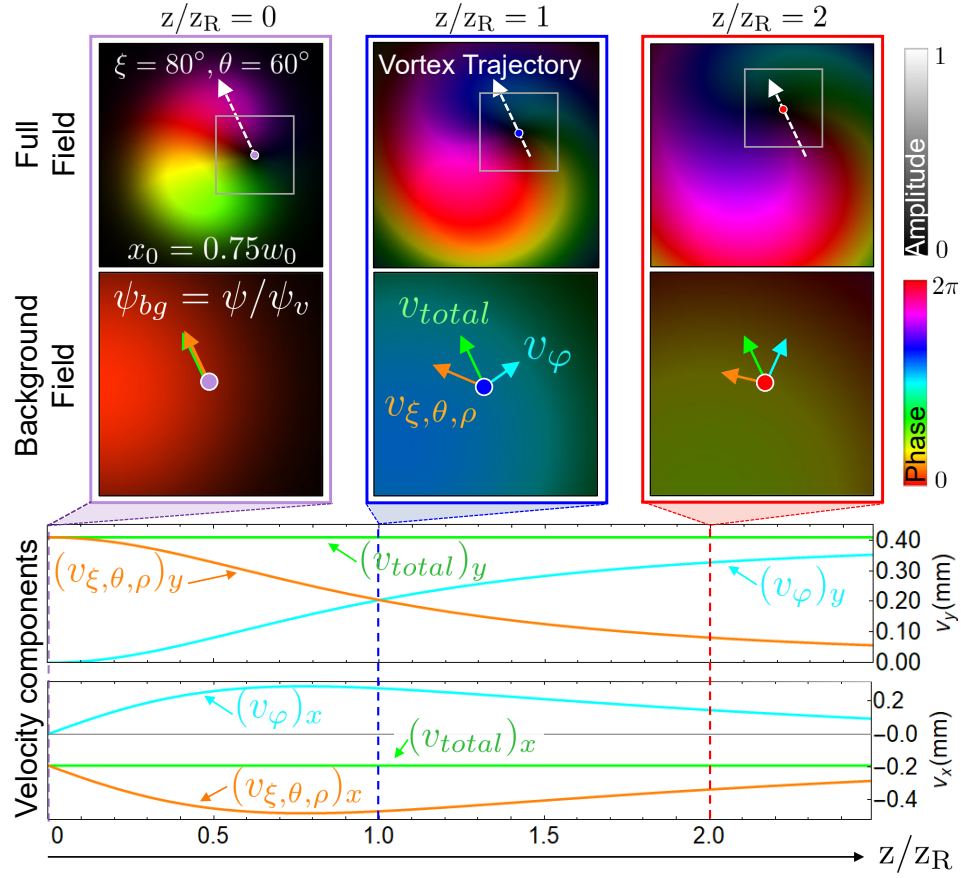 z/z_R = 0
z/z_R = 1
z/z_R = 2
Full
Field
ξ = 80°, θ = 60°
x_0 = 0.75w_0
Vortex Trajectory
Amplitude
1
0
Background
Field
ψ_bg = ψ/ψ_v
v_total
v_φ
v_ξ,θ,ρ
Phase
2π
0
Velocity components
(v_ξ,θ,ρ)_y
(v_total)_y
(v_φ)_y
0.40
0.30
0.20
0.00
v_y(mm)
(v_φ)_x
(v_total)_x
(v_ξ,θ,ρ)_x
0.2
−0.0
−0.2
−0.4
v_x(mm)
0 0.5 1.0 1.5 2.0
z/z_R